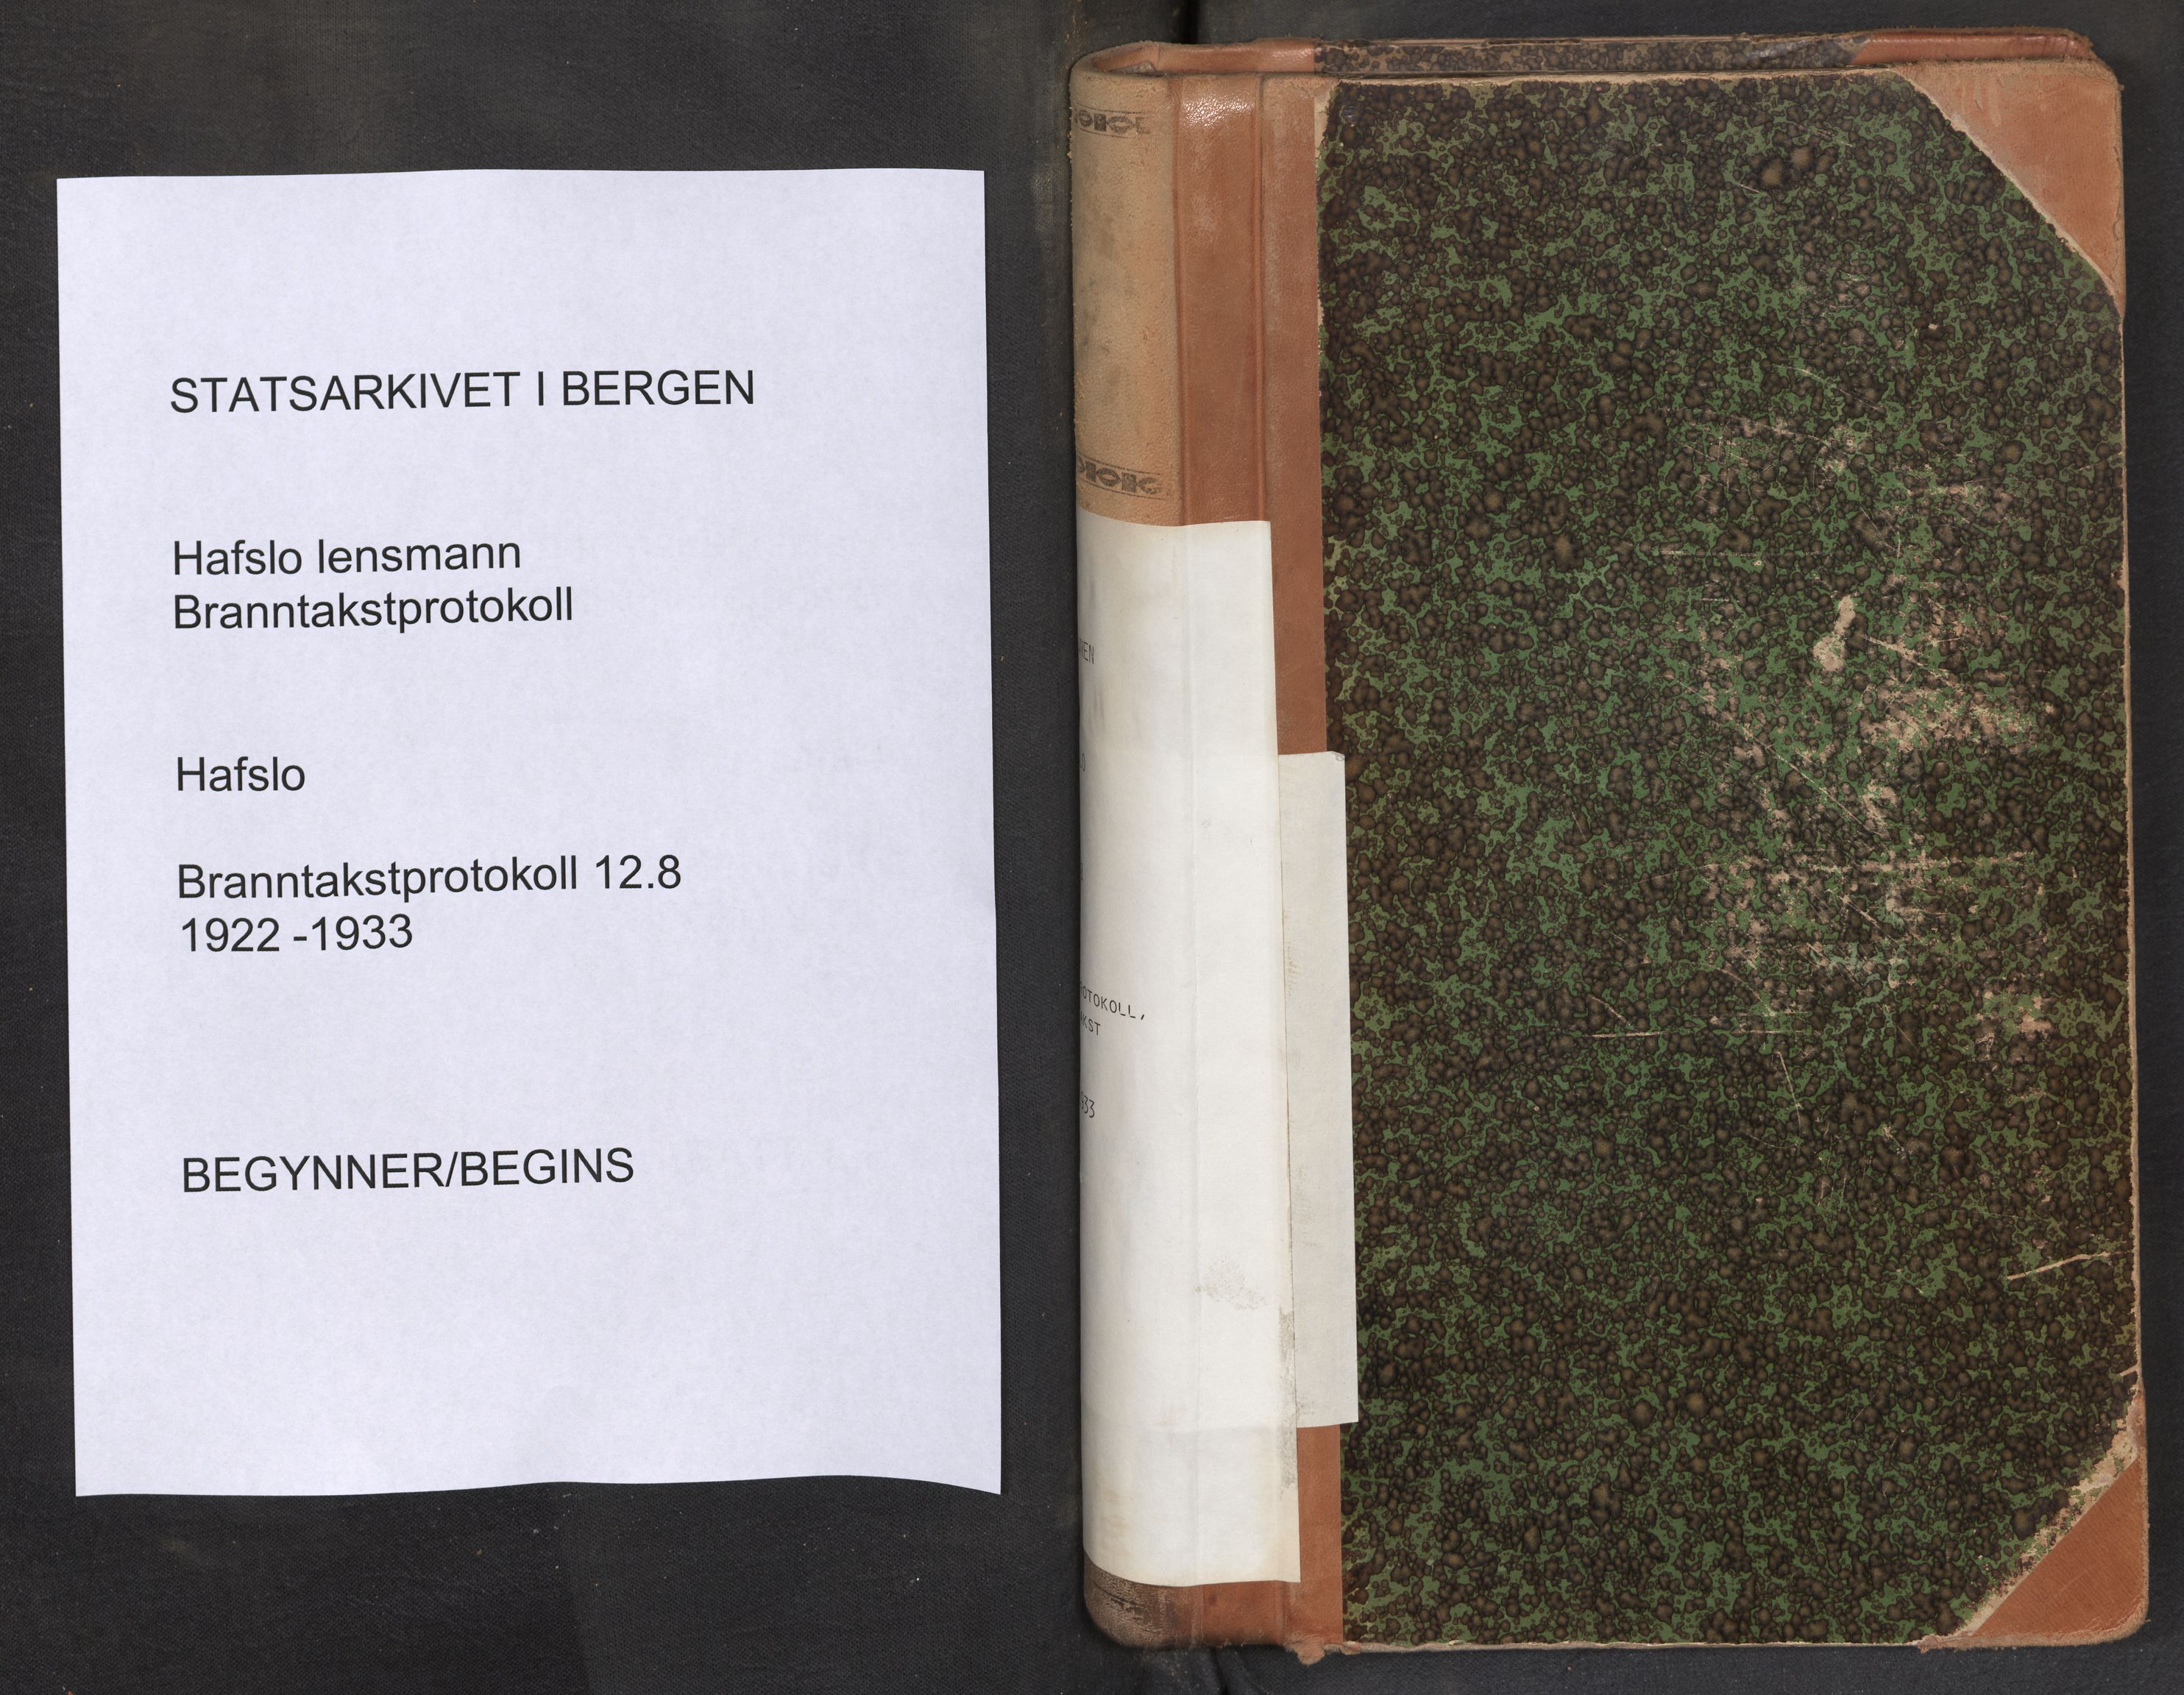 STATSARKIVET I BERGEN
Hafslo lensmann
Branntakstprotokoll
Hafslo
Branntakstprotokoll 12.8
1922 -1933
BEGYNNER/BEGINS